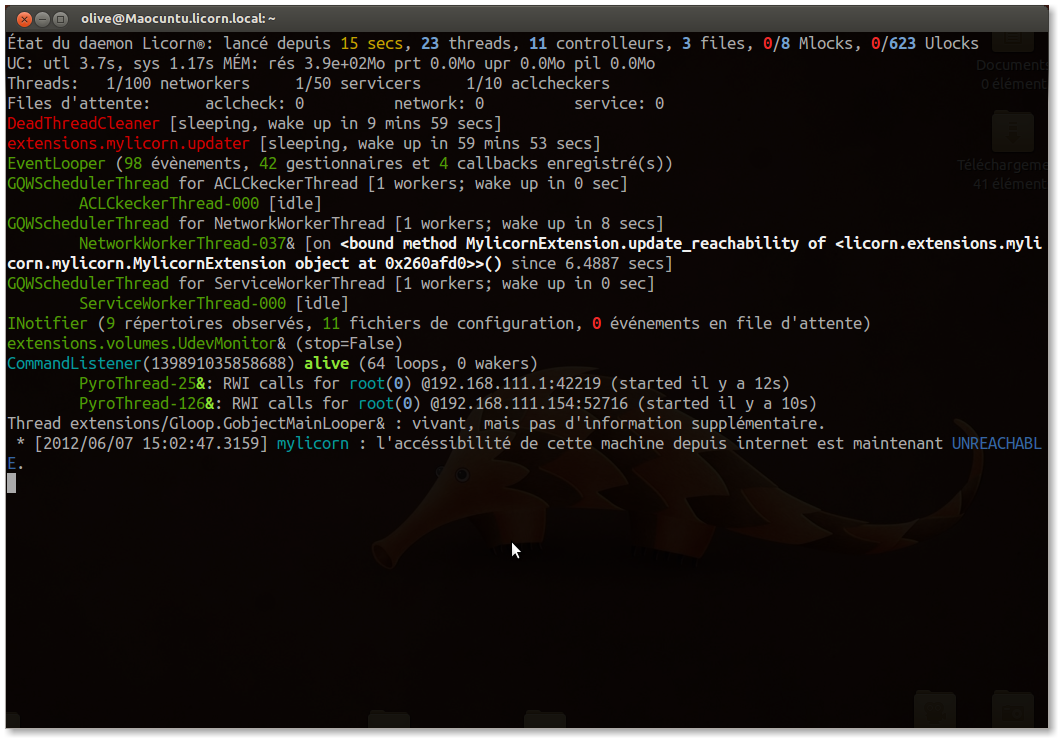 olive@Maocuntu.licorn.local: ~
État du daemon Licorn®: lancé depuis 15 secs, 23 threads, 11 controlleurs, 3 files, 0/8 Mlocks, 0/623 Ulocks
UC: utl 3.7s, sys 1.17s MÉM: rés 3.9e+02Mo prt 0.0Mo upr 0.0Mo pil 0.0Mo
Threads:   1/100 networkers     1/50 servicers     1/10 aclcheckers
Files d'attente:      aclcheck: 0          network: 0          service: 0
DeadThreadCleaner [sleeping, wake up in 9 mins 59 secs]
extensions.mylicorn.updater [sleeping, wake up in 59 mins 53 secs]
EventLooper (98 évènements, 42 gestionnaires et 4 callbacks enregistré(s))
GQWSchedulerThread for ACLCkeckerThread [1 workers; wake up in 0 sec]
        ACLCkeckerThread-000 [idle]
GQWSchedulerThread for NetworkWorkerThread [1 workers; wake up in 8 secs]
        NetworkWorkerThread-037& [on <bound method MylicornExtension.update_reachability of <licorn.extensions.myli
corn.mylicorn.MylicornExtension object at 0x260afd0>>() since 6.4887 secs]
GQWSchedulerThread for ServiceWorkerThread [1 workers; wake up in 0 sec]
        ServiceWorkerThread-000 [idle]
INotifier (9 répertoires observés, 11 fichiers de configuration, 0 événements en file d'attente)
extensions.volumes.UdevMonitor& (stop=False)
CommandListener(139891035858688) alive (64 loops, 0 wakers)
        PyroThread-25&: RWI calls for root(0) @192.168.111.1:42219 (started il y a 12s)
        PyroThread-126&: RWI calls for root(0) @192.168.111.154:52716 (started il y a 10s)
Thread extensions/Gloop.GobjectMainLooper& : vivant, mais pas d'information supplémentaire.
 * [2012/06/07 15:02:47.3159] mylicorn : l'accéssibilité de cette machine depuis internet est maintenant UNREACHABL
E.
Document
0 élément
Téléchargeme
41 élément